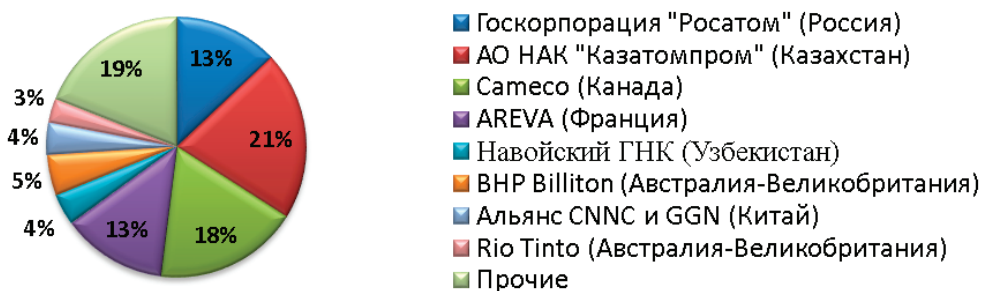 13%
21%
18%
13%
4%
5%
4%
3%
19%
Госкорпорация "Росатом" (Россия)
АО НАК "Казатомпром" (Казахстан)
Cameco (Канада)
AREVA (Франция)
Навойский ГНК (Узбекистан)
BHP Billiton (Австралия-Великобритания)
Альянс CNNC и GGN (Китай)
Rio Tinto (Австралия-Великобритания)
Прочие